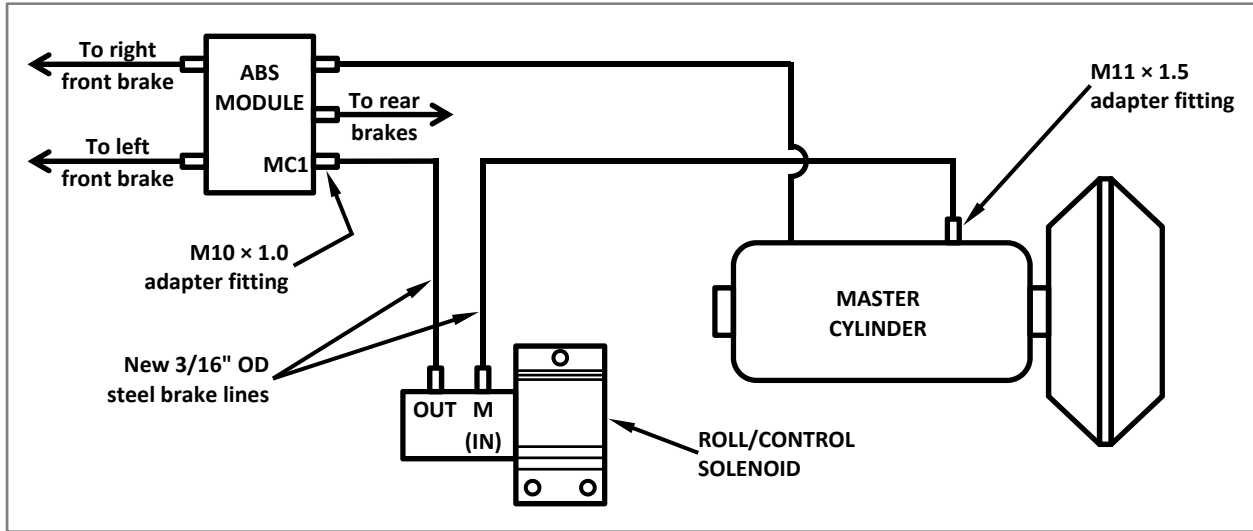 To right
front brake
ABS
MODULE
To rear
brakes
To left
front brake
MC1
M11 × 1.5
adapter fitting
M10 × 1.0
adapter fitting
MASTER
CYLINDER
New 3/16" OD
steel brake lines
OUT M
(IN)
ROLL/CONTROL
SOLENOID